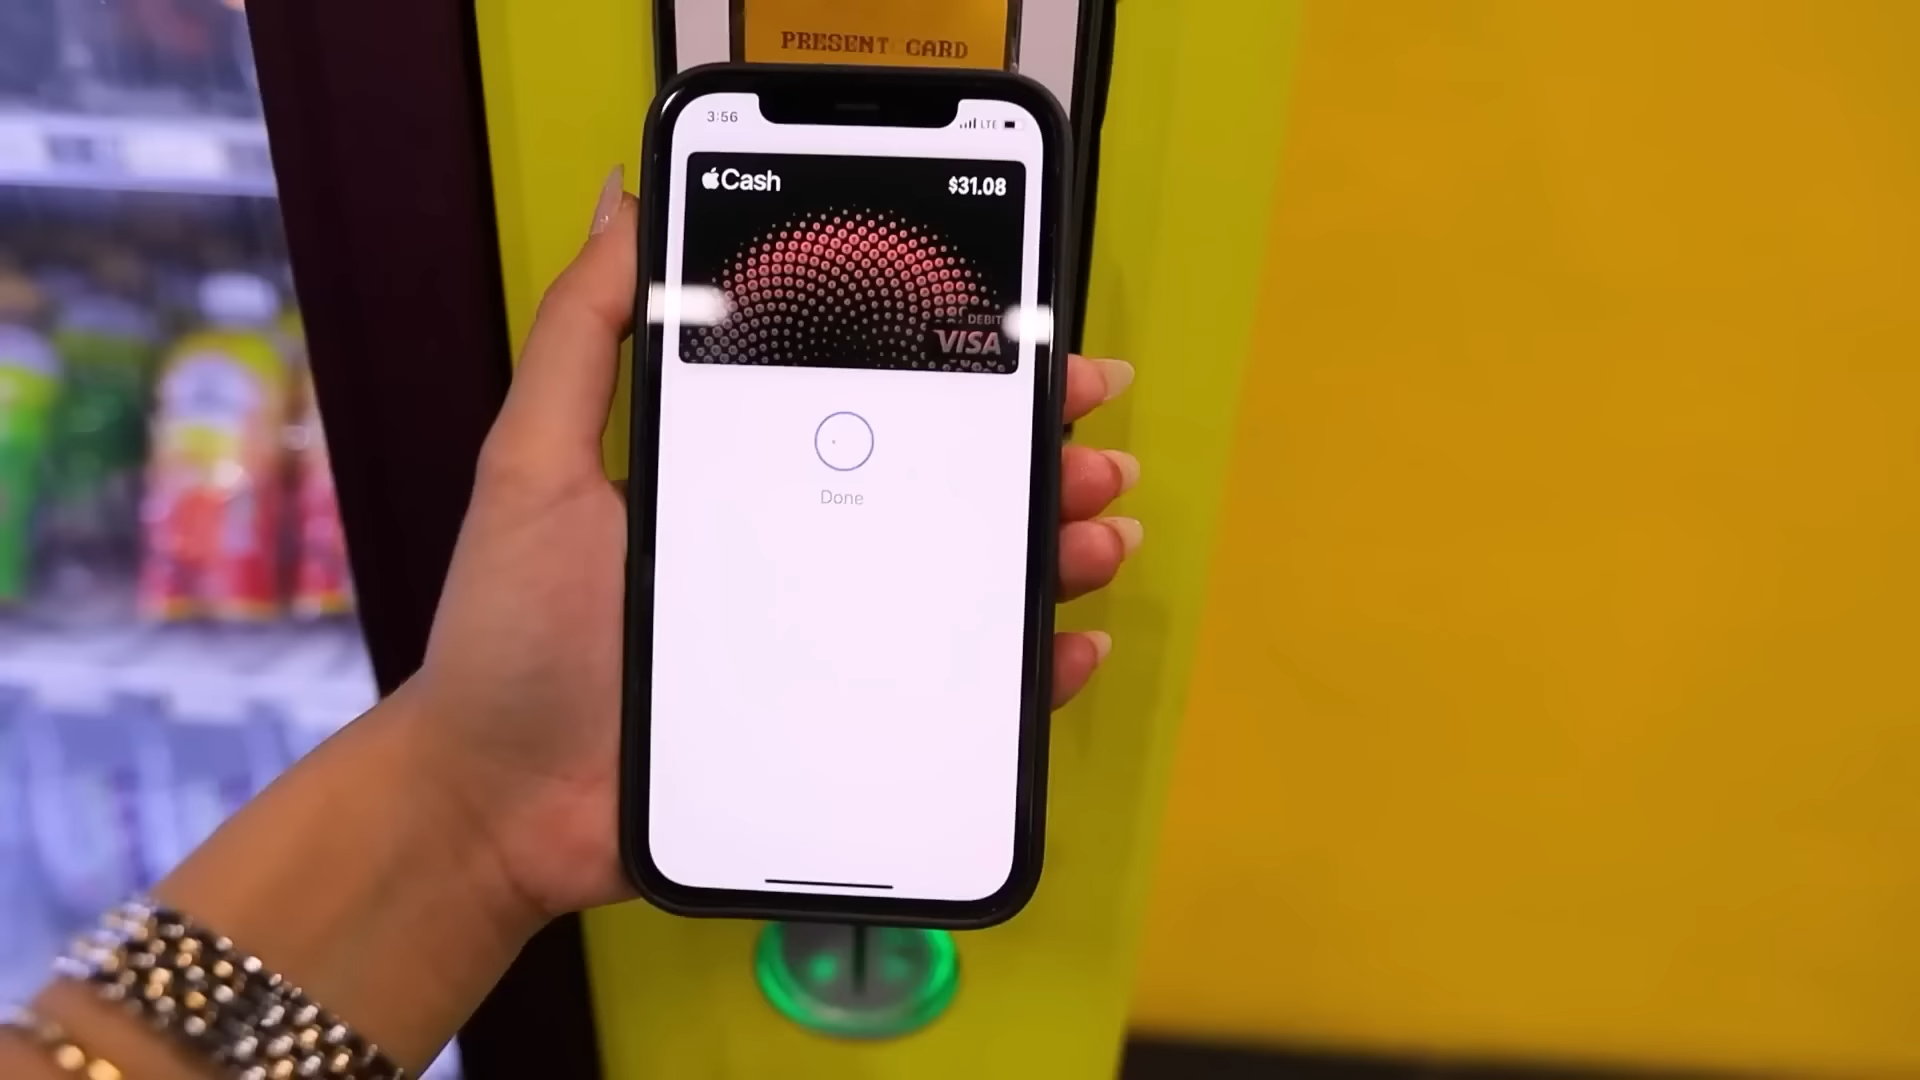 PRESENT CARD
3:56
LTE
Cash
$31.08
DEBIT
VISA
Done